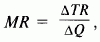 MR = ΔTR / ΔQ ,